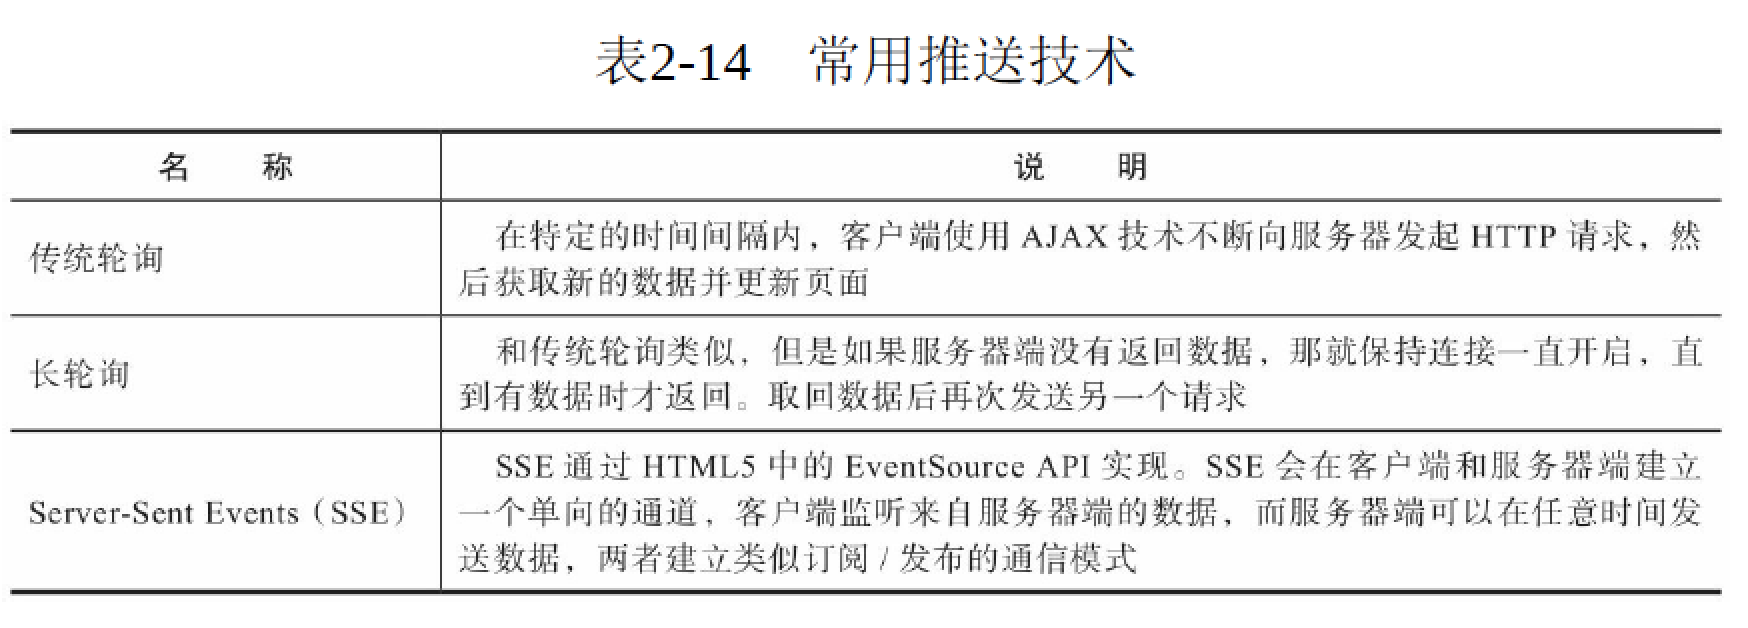 表2-14 常用推送技术
名 称
说 明
传统轮询
在特定的时间间隔内，客户端使用 AJAX 技术不断向服务器发起 HTTP 请求，然
后获取新的数据并更新页面
长轮询
和传统轮询类似，但是如果服务器端没有返回数据，那就保持连接一直开启，直
到有数据时才返回。取回数据后再次发送另一个请求
Server-Sent Events（SSE）
SSE 通过 HTML5 中的 EventSource API 实现。SSE 会在客户端和服务器端建立
一个单向的通道，客户端监听来自服务器端的数据，而服务器端可以在任意时间发
送数据，两者建立类似订阅 / 发布的通信模式